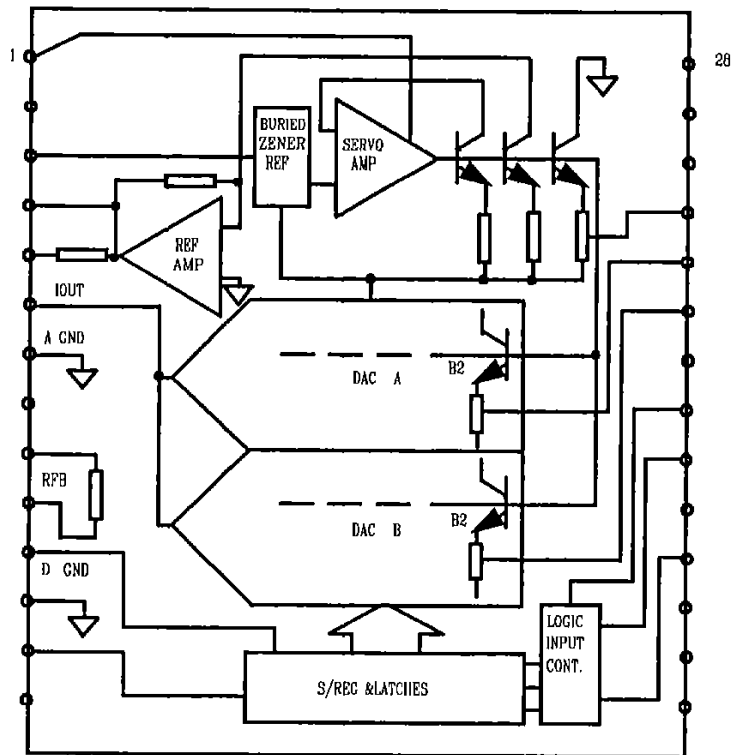 1
28
BURIED
ZENER
REF
SERVO
AMP
REF
AMP
IOUT
A GND
DAC A
B2
RFB
DAC B
B2
D GND
LOGIC
INPUT
CONT.
S/REG &LATCHES